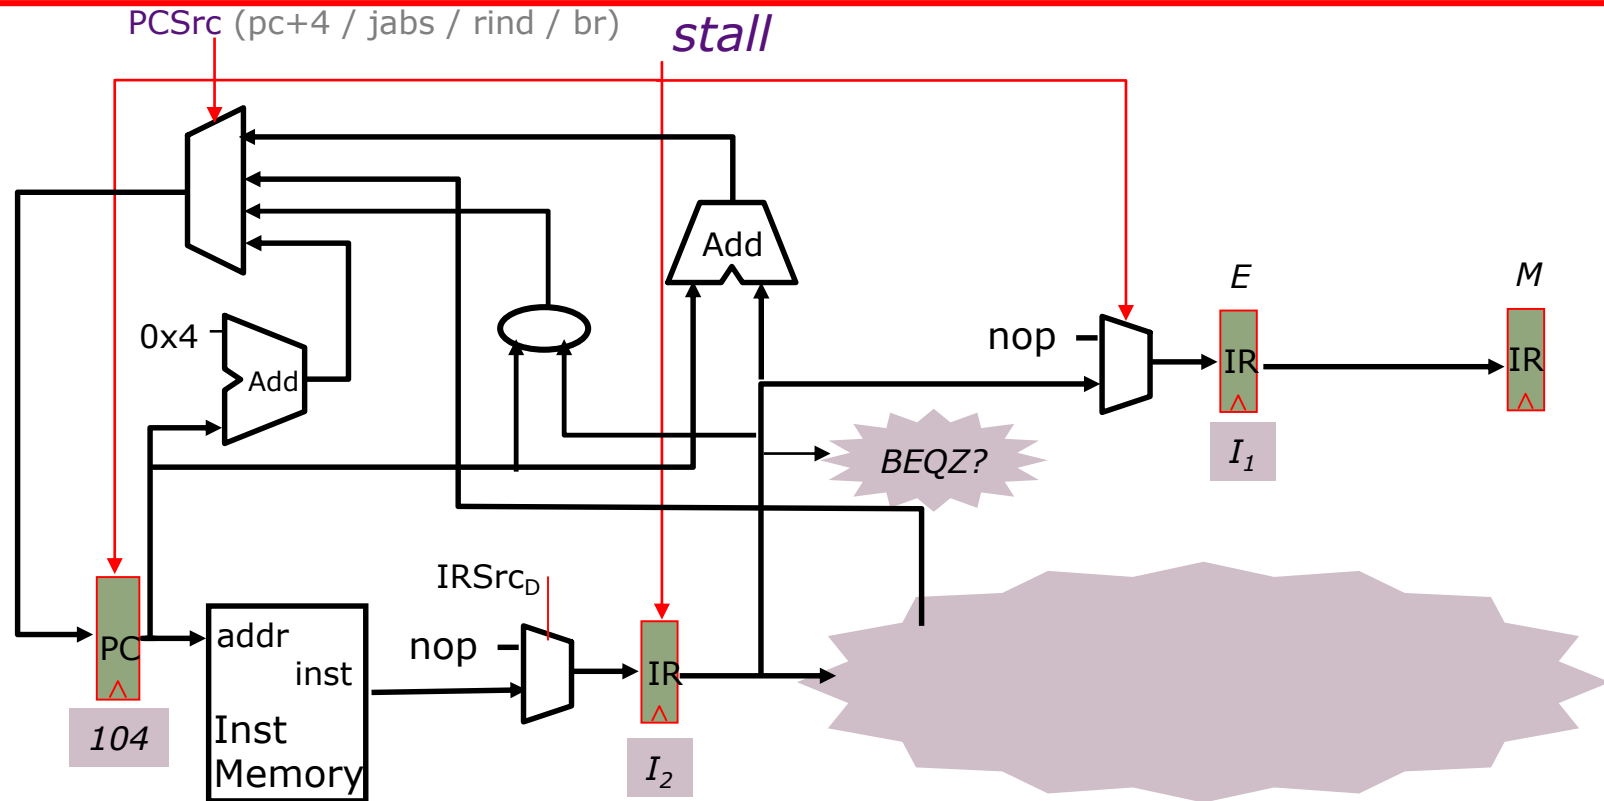 PCSrc (pc+4 / jabs / rind / br)
stall
Add
E
M
0x4
Add
nop
IR
IR
BEQZ?
I1
IRSrcD
PC
addr
inst
nop
IR
104
Inst
Memory
I2